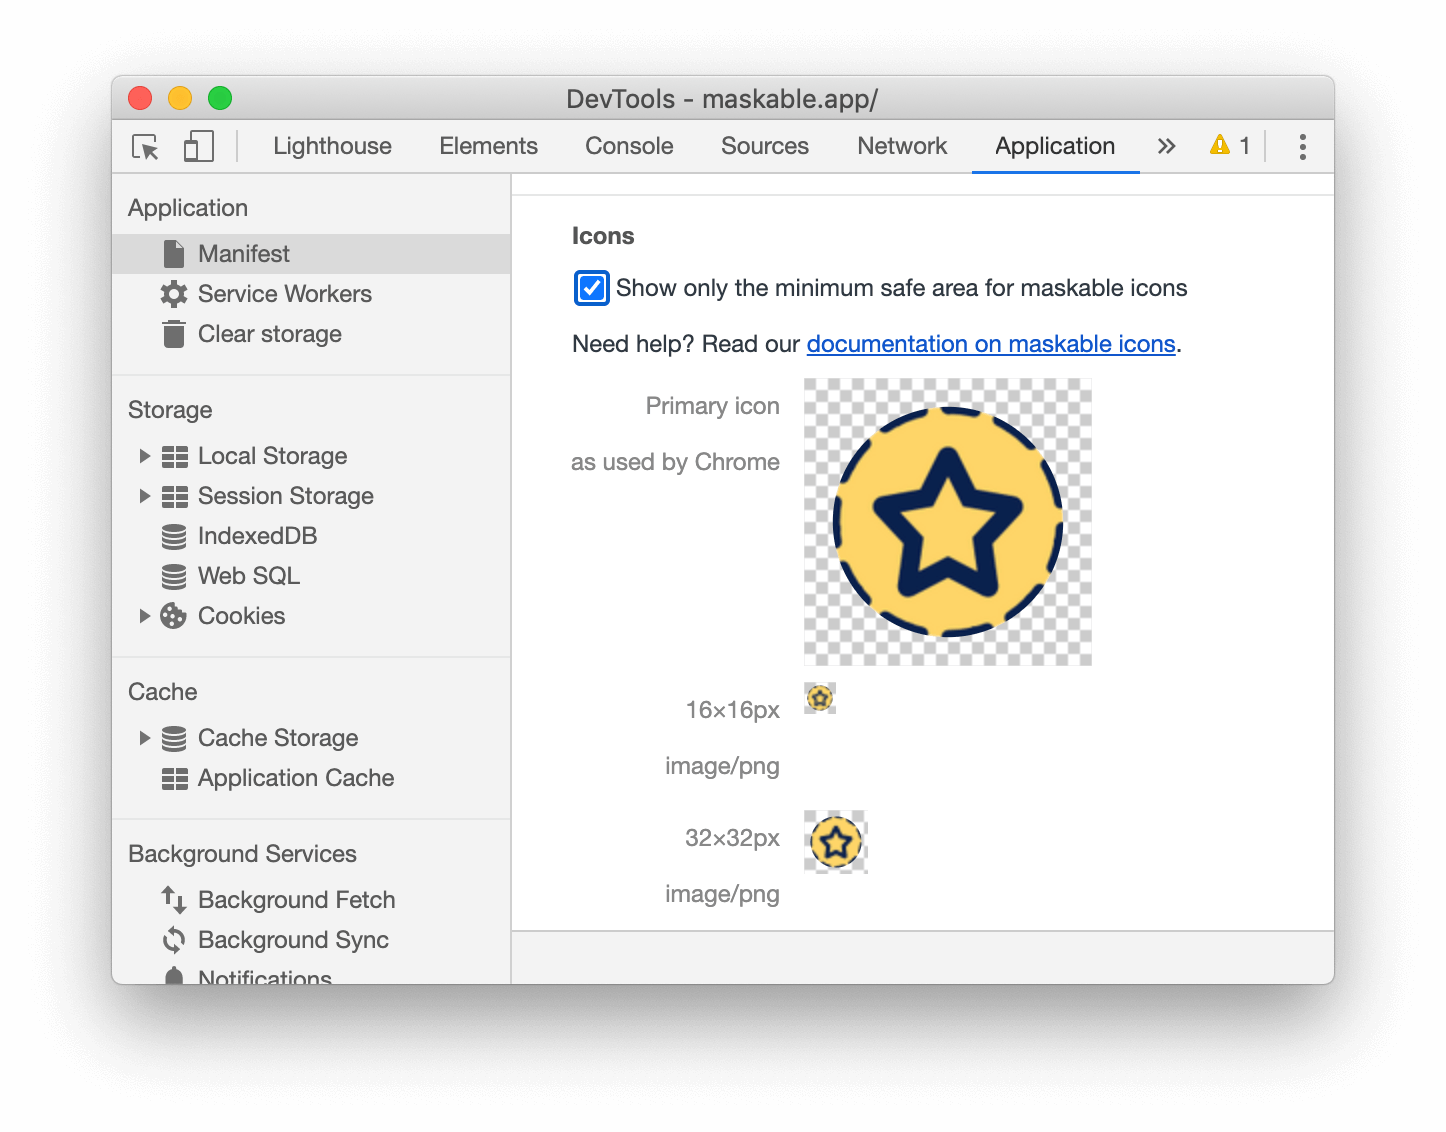 DevTools - maskable.app/
Lighthouse Elements Console Sources Network Application » 1
Application
Manifest
Service Workers
Clear storage
Storage
Local Storage
Session Storage
IndexedDB
Web SQL
Cookies
Cache
Cache Storage
Application Cache
Background Services
Background Fetch
Background Sync
Notifications
Icons
Show only the minimum safe area for maskable icons
Need help? Read our documentation on maskable icons.
Primary icon
as used by Chrome
16×16px
image/png
32×32px
image/png